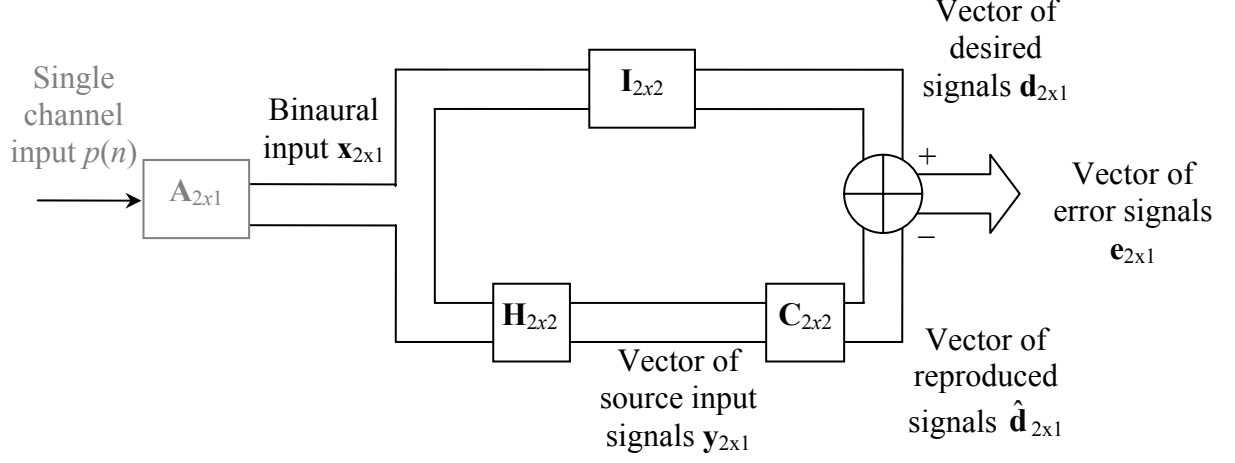 Single
channel
input p(n)
A2x1
Binaural
input x2x1
I2x2
Vector of
desired
signals d2x1
+
−
Vector of
error signals
e2x1
H2x2
C2x2
Vector of
source input
signals y2x1
Vector of
reproduced
signals d̂2x1